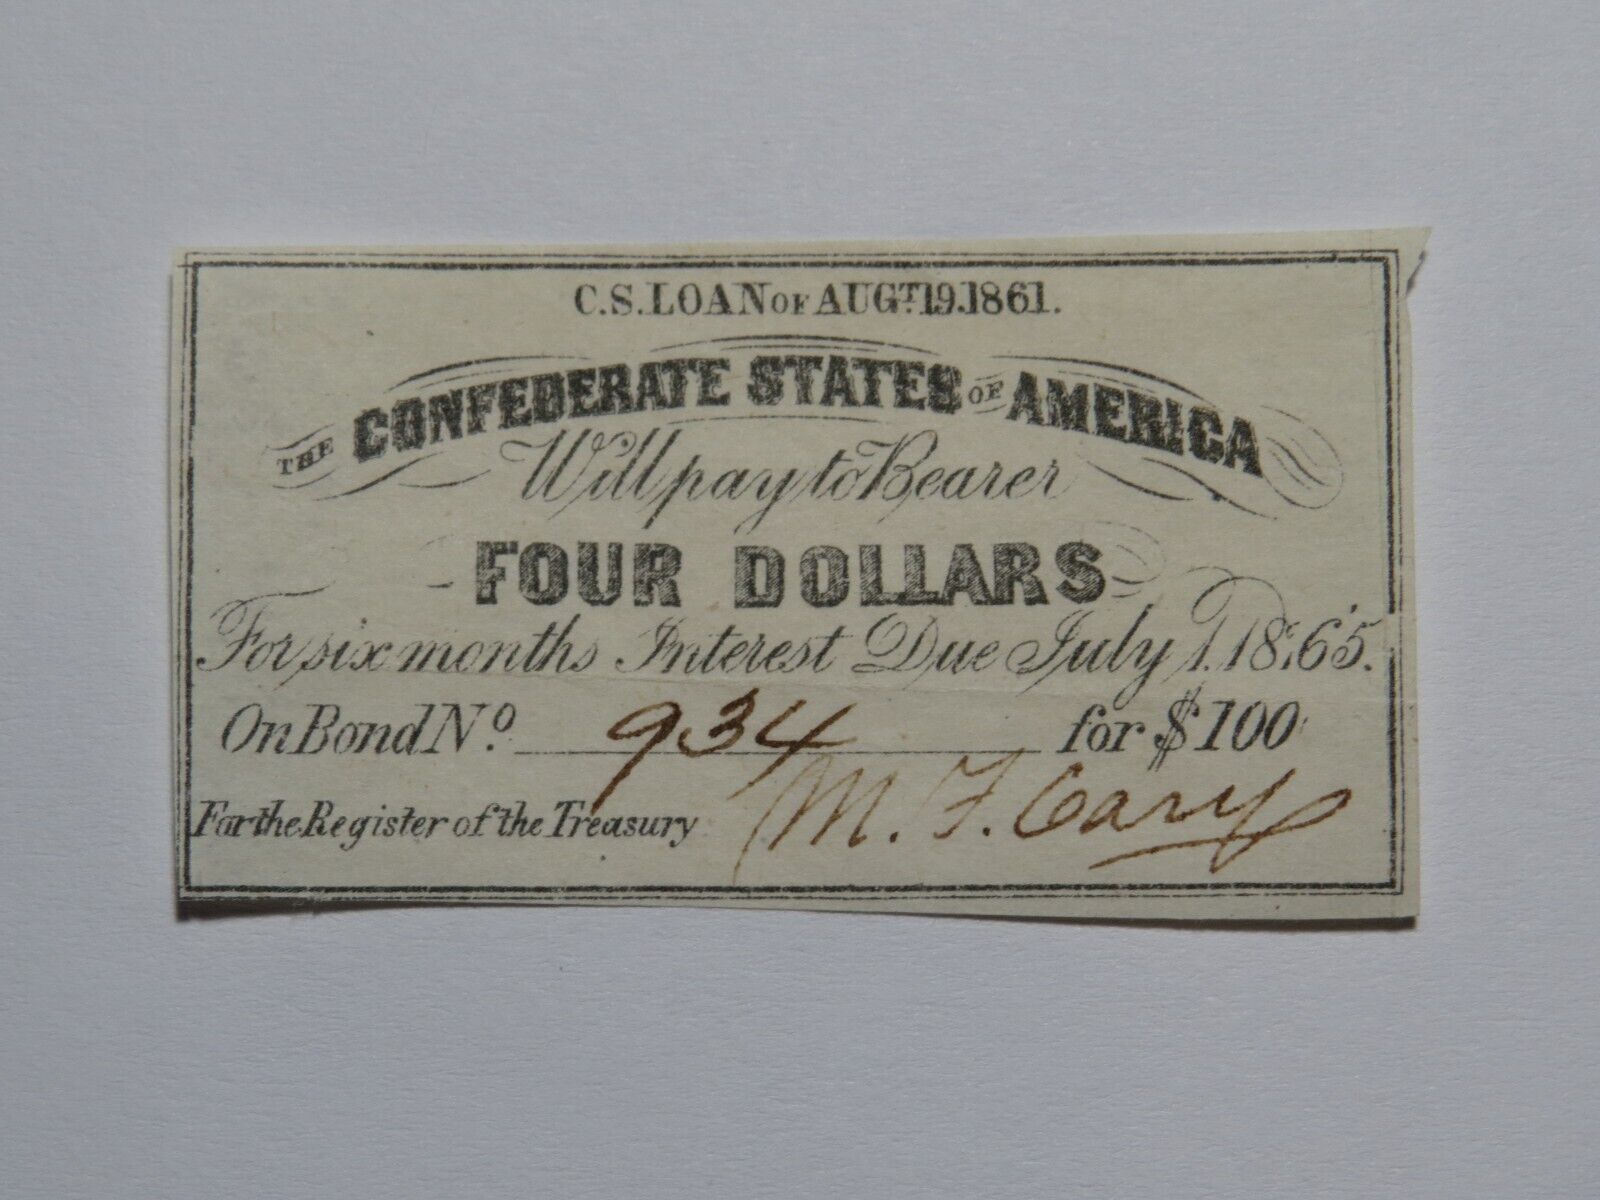 C.S. LOAN OF AUGT. 19. 1861.
THE CONFEDERATE STATES OF AMERICA
Will pay to Bearer
FOUR DOLLARS
For six months Interest Due July 1. 1865.
On Bond No. 934 for $100
For the Register of the Treasury M. F. Cary